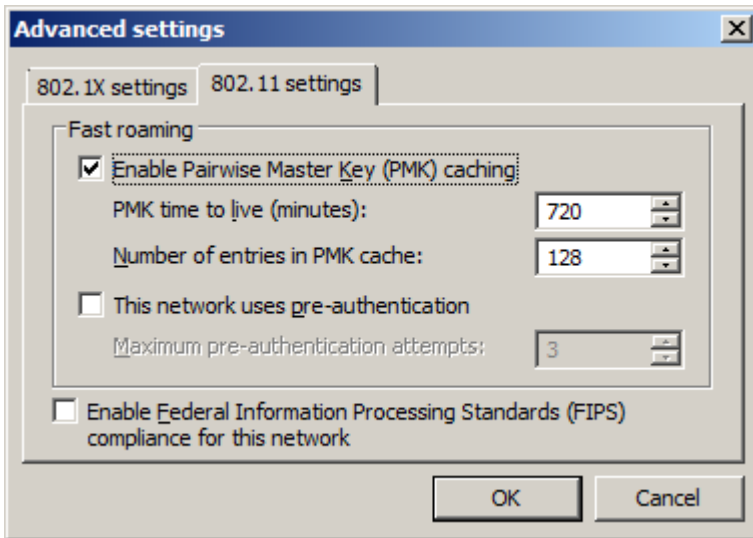 Advanced settings
802.1X settings
802.11 settings
Fast roaming
Enable Pairwise Master Key (PMK) caching
PMK time to live (minutes):
720
Number of entries in PMK cache:
128
This network uses pre-authentication
Maximum pre-authentication attempts:
3
Enable Federal Information Processing Standards (FIPS)
compliance for this network
OK
Cancel